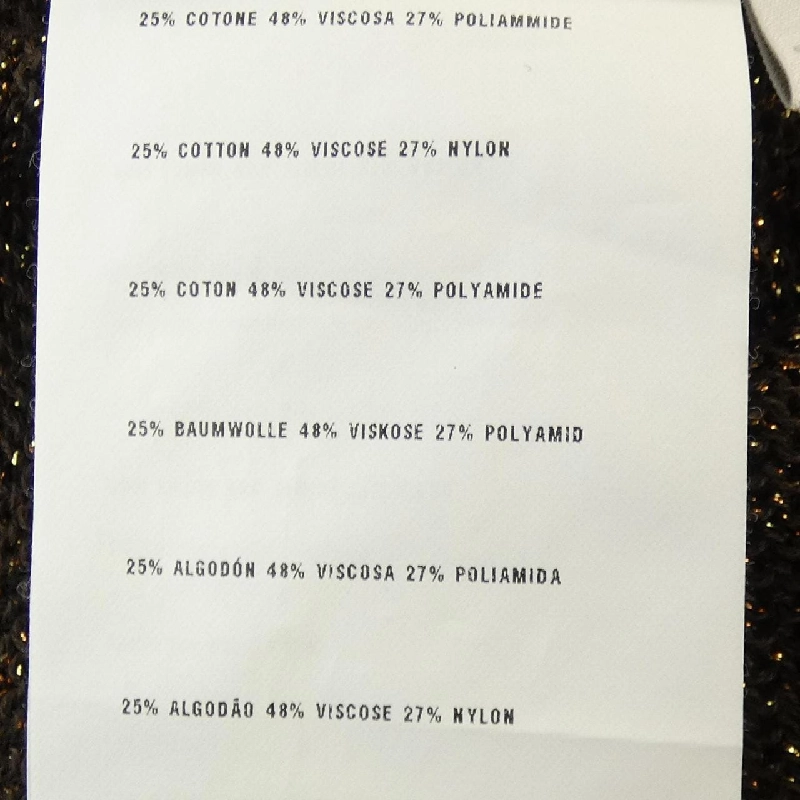 25% COTONE 48% VISCOSA 27% POLIAMMIDE
25% COTTON 48% VISCOSE 27% NYLON
25% COTON 48% VISCOSE 27% POLYAMIDE
25% BAUMWOLLE 48% VISKOSE 27% POLYAMID
25% ALGODÓN 48% VISCOSA 27% POLIAMIDA
25% ALGODÃO 48% VISCOSE 27% NYLON